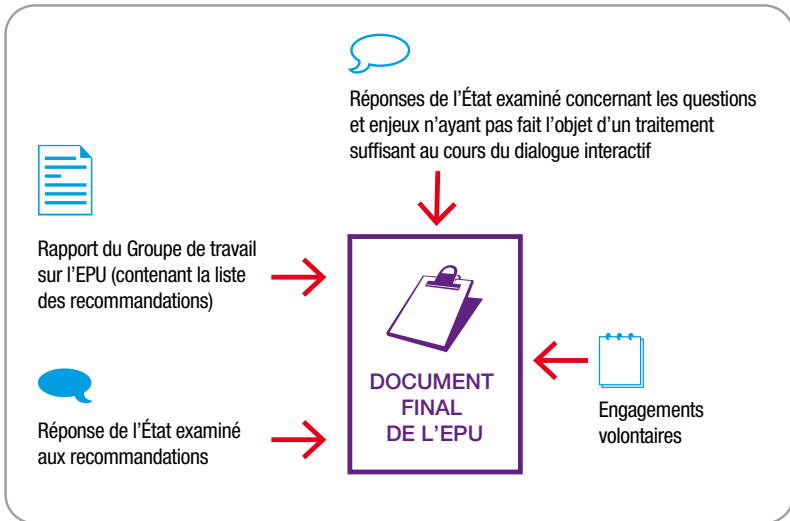 Réponses de l'État examiné concernant les questions
et enjeux n'ayant pas fait l'objet d'un traitement
suffisant au cours du dialogue interactif
Rapport du Groupe de travail
sur l'EPU (contenant la liste
des recommandations)
Réponse de l'État examiné
aux recommandations
DOCUMENT
FINAL
DE L'EPU
Engagements
volontaires